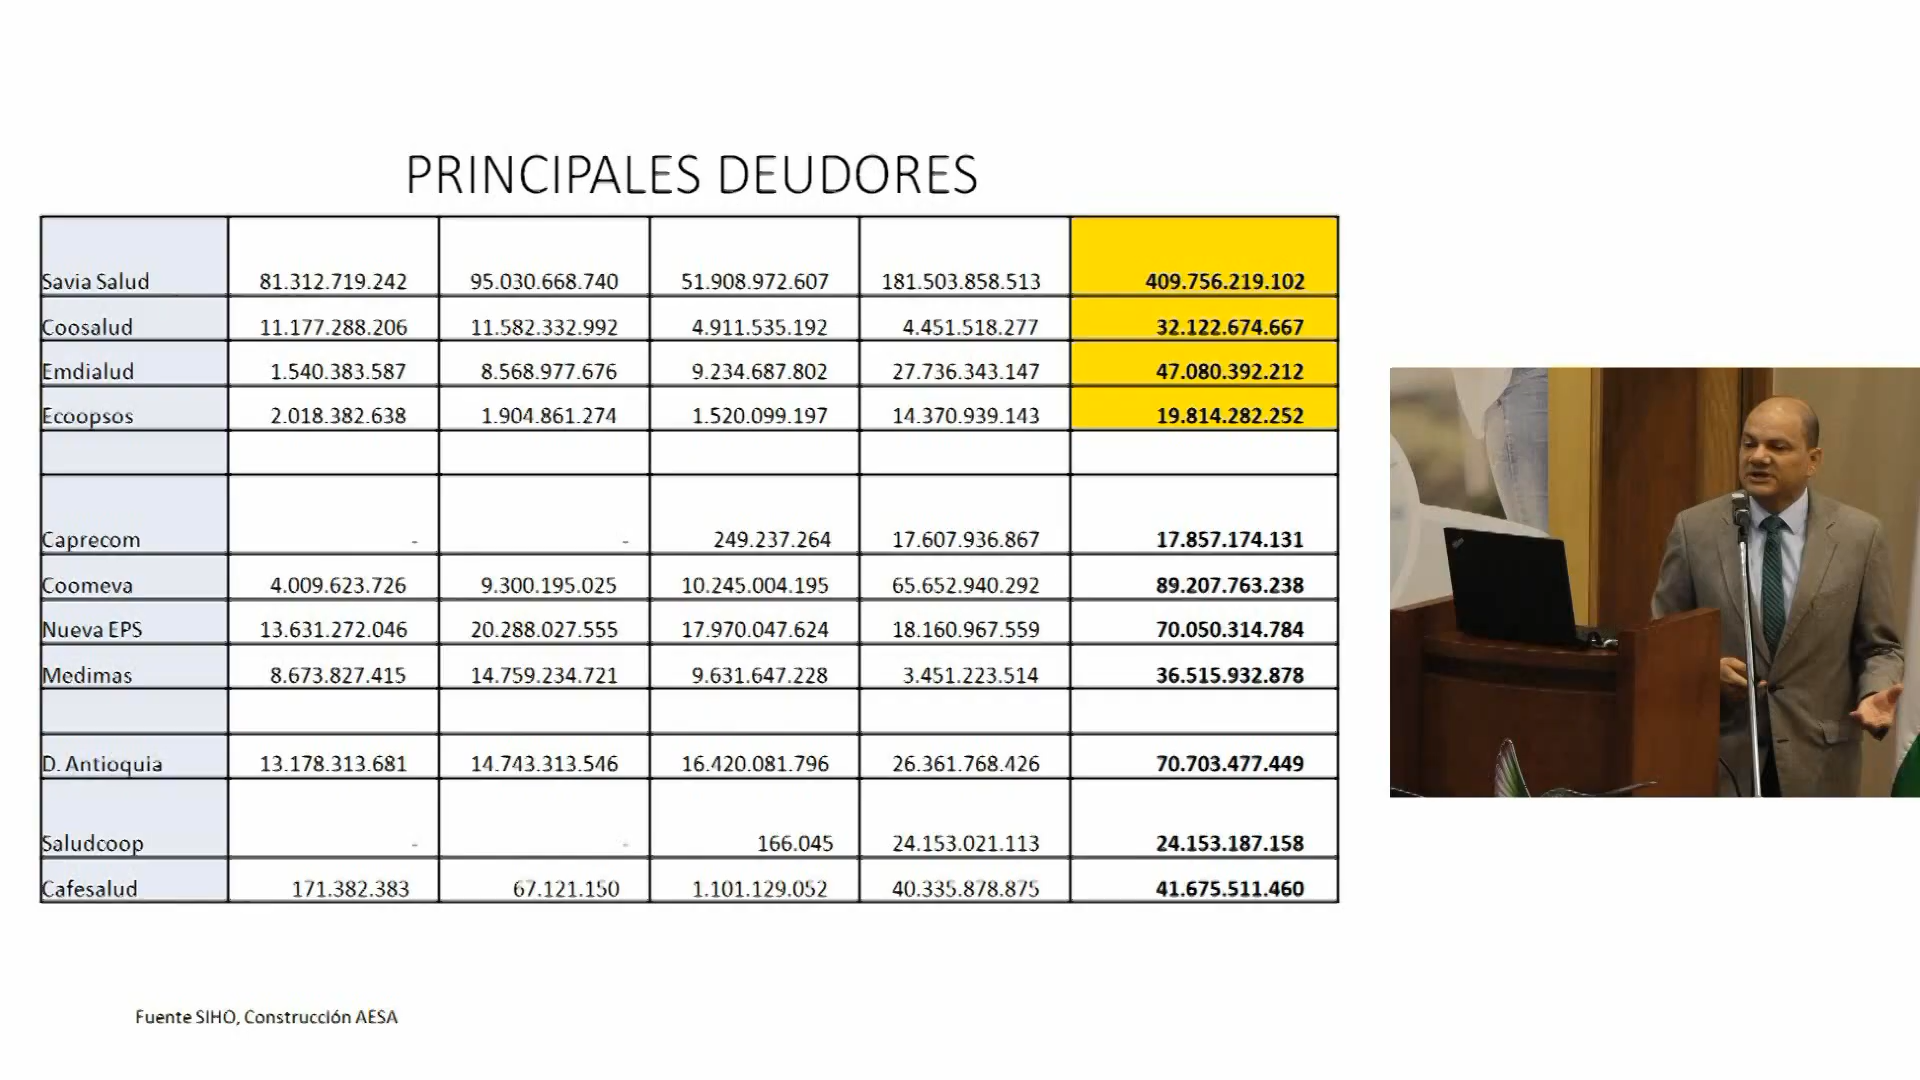 PRINCIPALES DEUDORES
Savia Salud 81.312.719.242 95.030.668.740 51.908.972.607 181.503.858.513 409.756.219.102
Coosalud 11.177.288.206 11.582.332.992 4.911.535.192 4.451.518.277 32.122.674.667
Emdialud 1.540.383.587 8.568.977.676 9.234.687.802 27.736.343.147 47.080.392.212
Ecoopsos 2.018.382.638 1.904.861.274 1.520.099.197 14.370.939.143 19.814.282.252
Caprecom - - 249.237.264 17.607.936.867 17.857.174.131
Coomeva 4.009.623.726 9.300.195.025 10.245.004.195 65.652.940.292 89.207.763.238
Nueva EPS 13.631.272.046 20.288.027.555 17.970.047.624 18.160.967.559 70.050.314.784
Medimas 8.673.827.415 14.759.234.721 9.631.647.228 3.451.223.514 36.515.932.878
D. Antioquia 13.178.313.681 14.743.313.546 16.420.081.796 26.361.768.426 70.703.477.449
Saludcoop - - 166.045 24.153.021.113 24.153.187.158
Cafesalud 171.382.383 67.121.150 1.101.129.052 40.335.878.875 41.675.511.460
Fuente SIHO, Construcción AESA